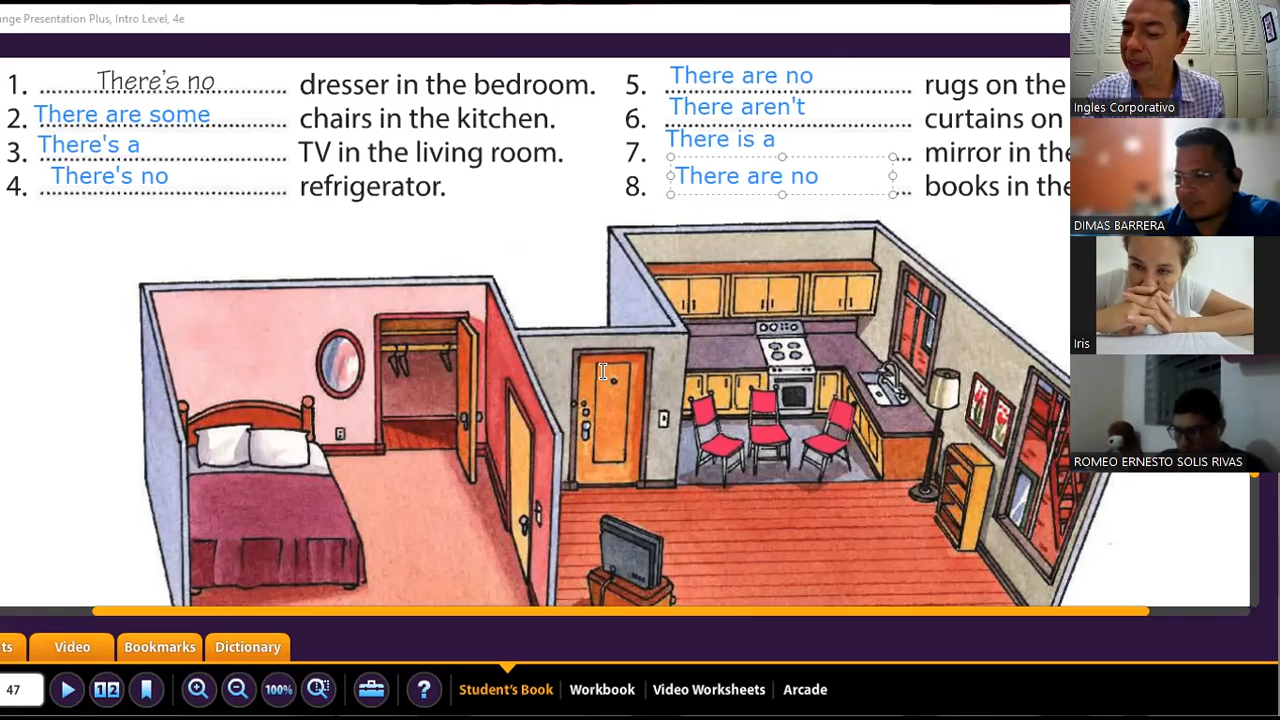 nge Presentation Plus, Intro Level, 4e
1. There's no dresser in the bedroom.
2. There are some chairs in the kitchen.
3. There's a TV in the living room.
4. There's no refrigerator.
5. There are no rugs on the
6. There aren't curtains on
7. There is a mirror in the
8. There are no books in the
Ingles Corporativo
DIMAS BARRERA
Iris
ROMEO ERNESTO SOLIS RIVAS
ts Video Bookmarks Dictionary
47 12 100% ? Student's Book Workbook Video Worksheets Arcade